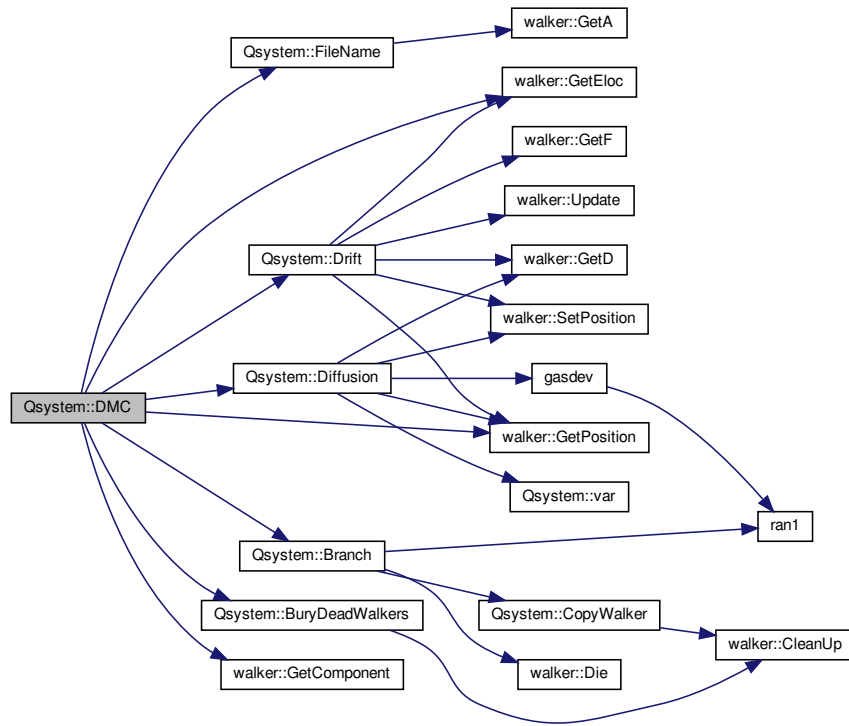 walker::GetA
Qsystem::FileName
walker::GetEloc
walker::GetF
walker::Update
Qsystem::Drift
walker::GetD
walker::SetPosition
Qsystem::Diffusion
gasdev
Qsystem::DMC
walker::GetPosition
Qsystem::var
ran1
Qsystem::Branch
Qsystem::BuryDeadWalkers
Qsystem::CopyWalker
walker::CleanUp
walker::GetComponent
walker::Die